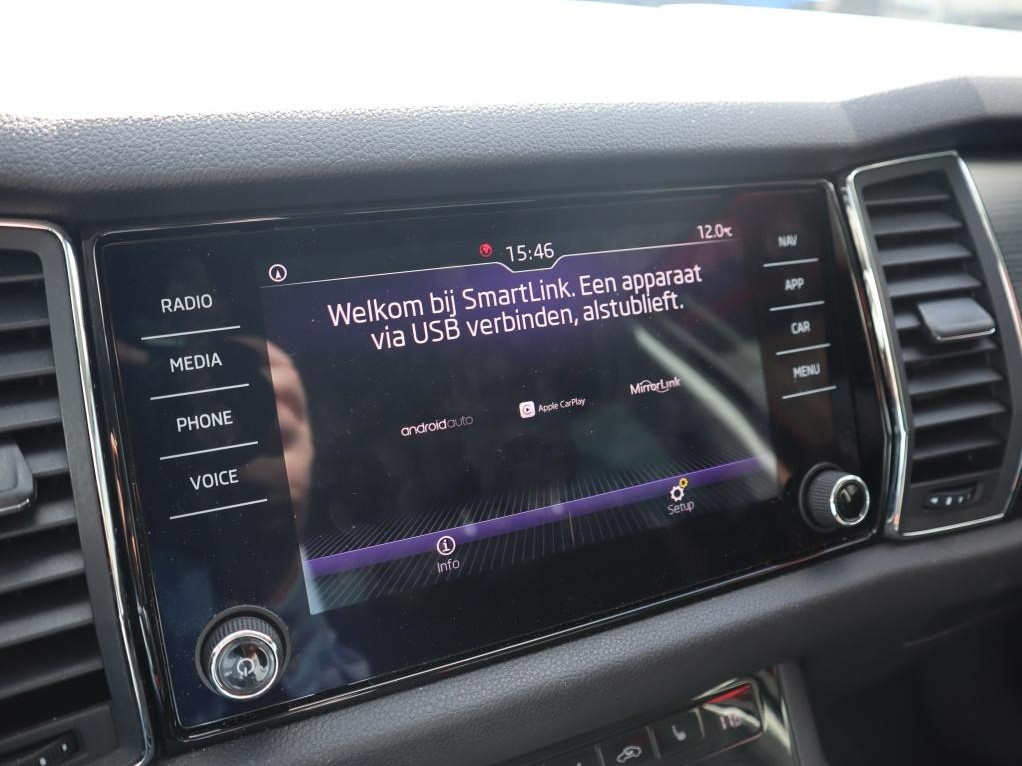 15:46
12.0°C
Welkom bij SmartLink. Een apparaat
via USB verbinden, alstublieft.
RADIO
MEDIA
PHONE
VOICE
androidauto
Apple CarPlay
MirrorLink
Info
Setup
NAV
APP
CAR
MENU